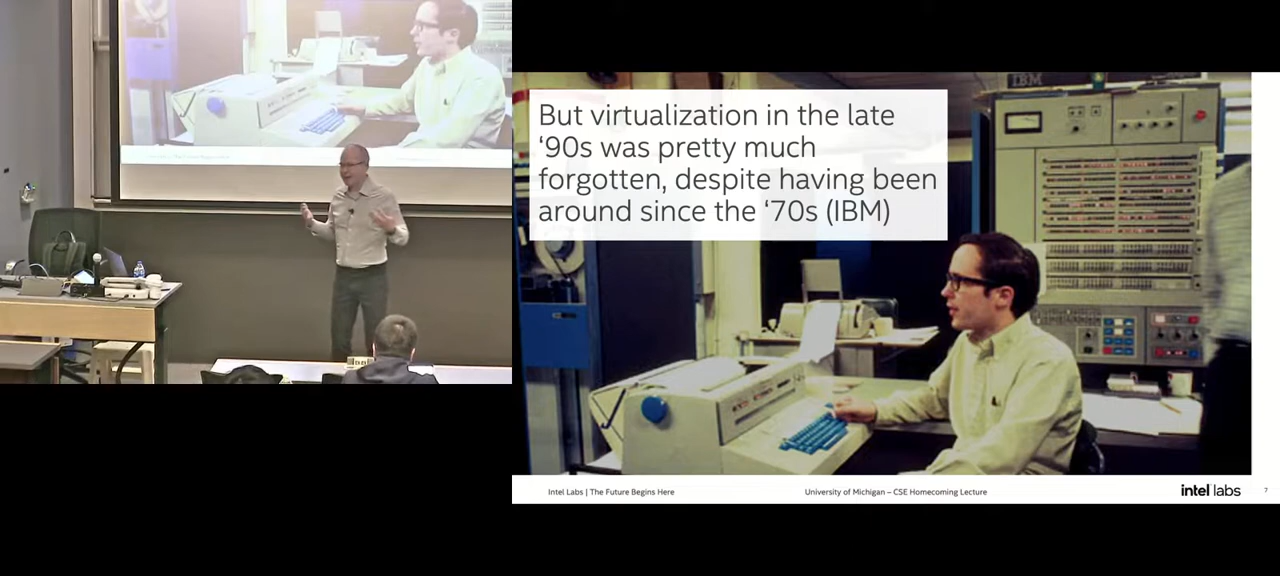 But virtualization in the late
‘90s was pretty much
forgotten, despite having been
around since the ‘70s (IBM)
IBM
Intel Labs | The Future Begins Here
University of Michigan – CSE Homecoming Lecture
intel labs
7